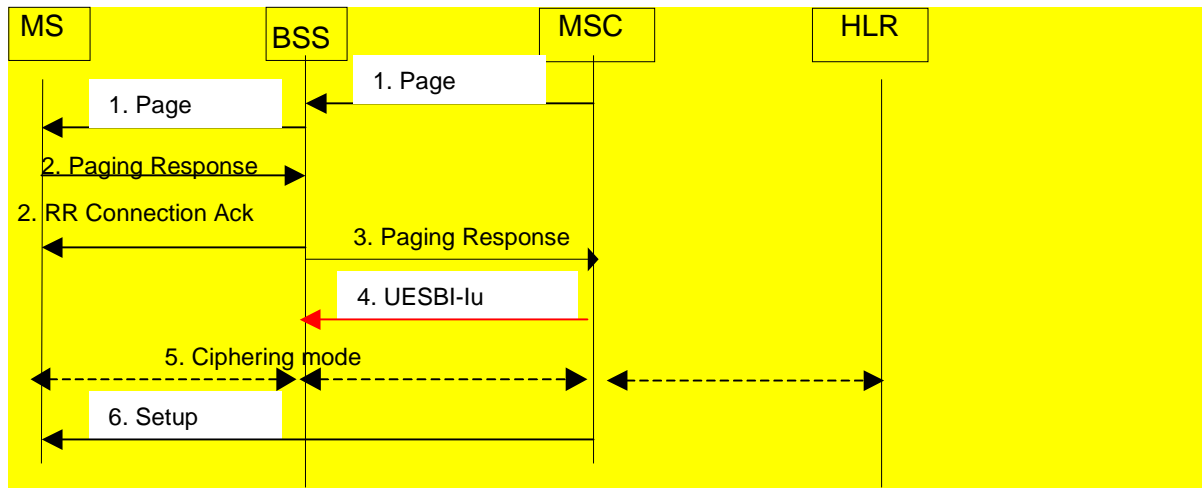 MS
BSS
MSC
HLR
1. Page
1. Page
2. Paging Response
2. RR Connection Ack
3. Paging Response
4. UESBI-Iu
5. Ciphering mode
6. Setup